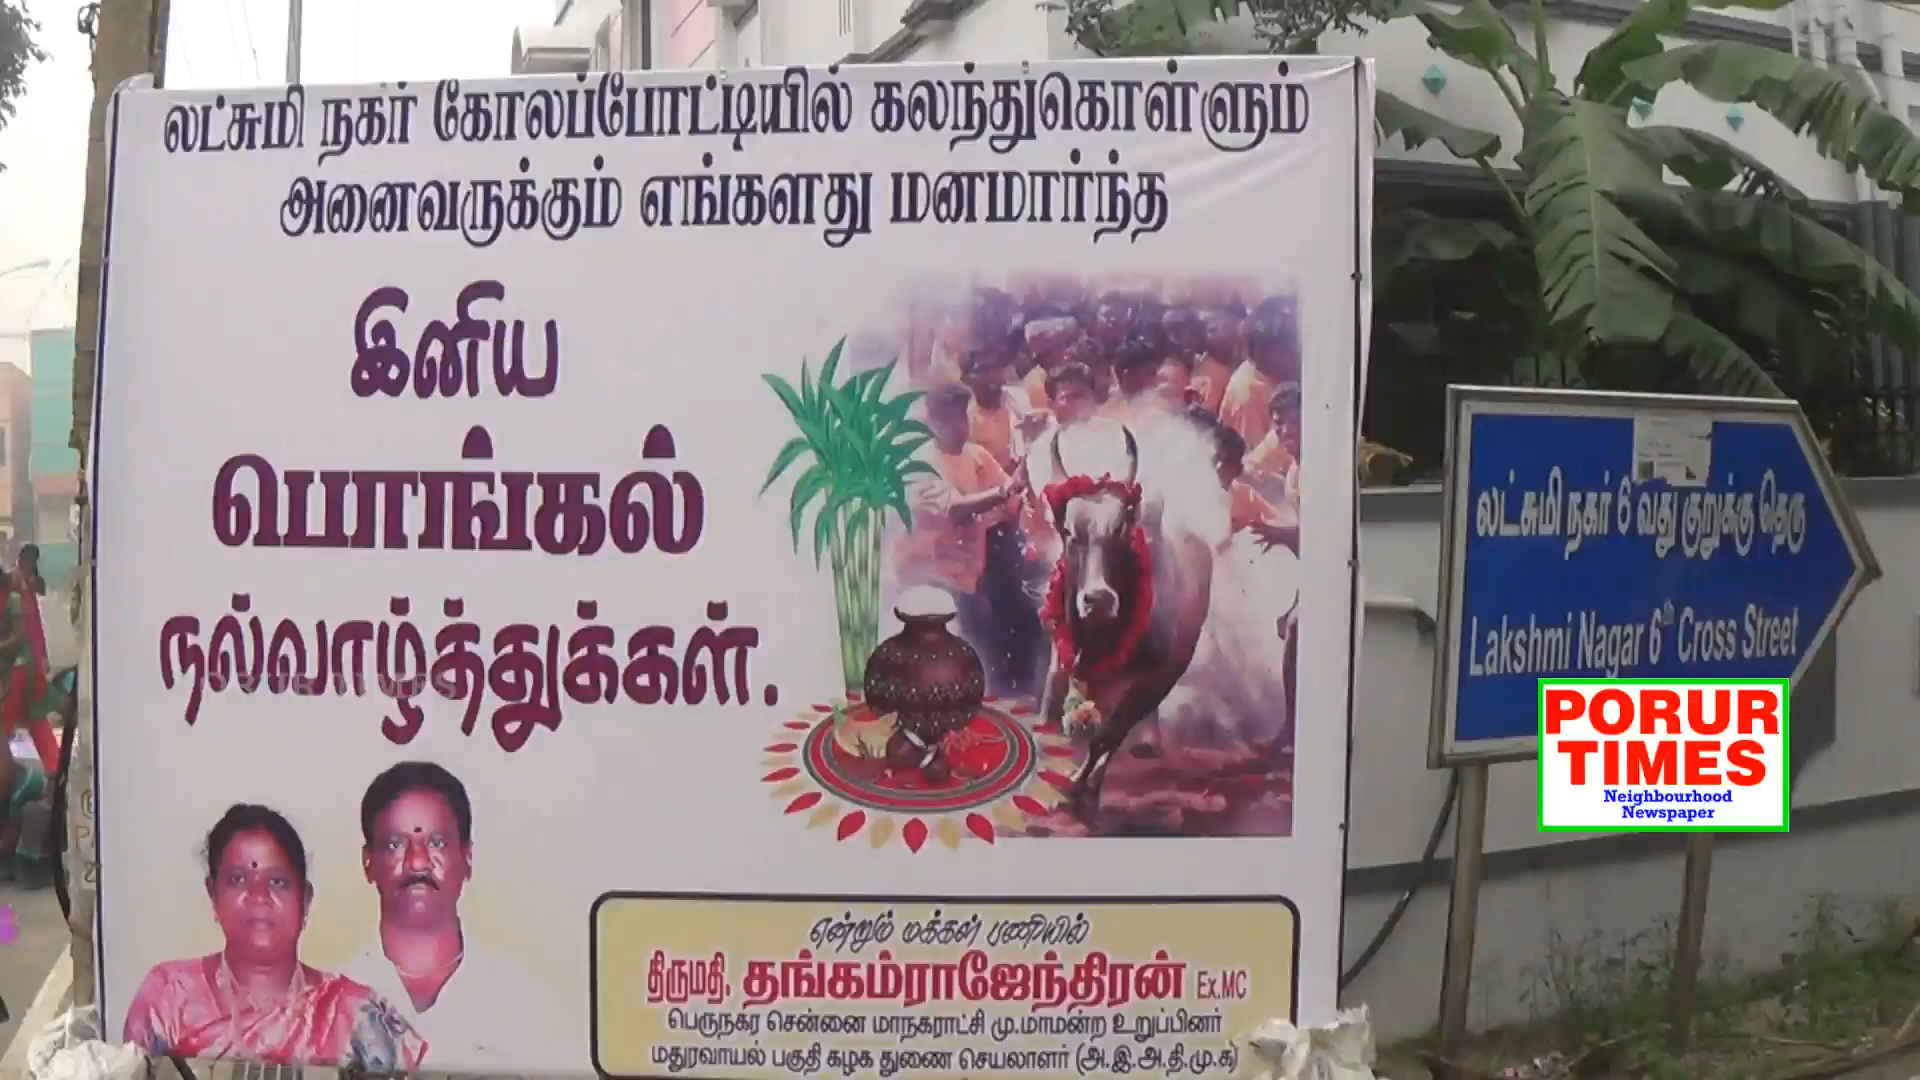 லட்சுமி நகர் கோலப்போட்டியில் கலந்துகொள்ளும்
அனைவருக்கும் எங்களது மனமார்ந்த
இனிய
பொங்கல்
நல்வாழ்த்துக்கள்.
என்றும் மக்கள் பணியில்
திருமதி. தங்கம்ராஜேந்திரன் Ex.MC
பெருநகர சென்னை மாநகராட்சி மு.மாமன்ற உறுப்பினர்
மதுரவாயல் பகுதி கழக துணை செயலாளர் (அ.இ.அ.தி.மு.க)
லட்சுமி நகர் 6வது குறுக்கு தெரு
Lakshmi Nagar 6th Cross Street
PORUR
TIMES
Neighbourhood
Newspaper